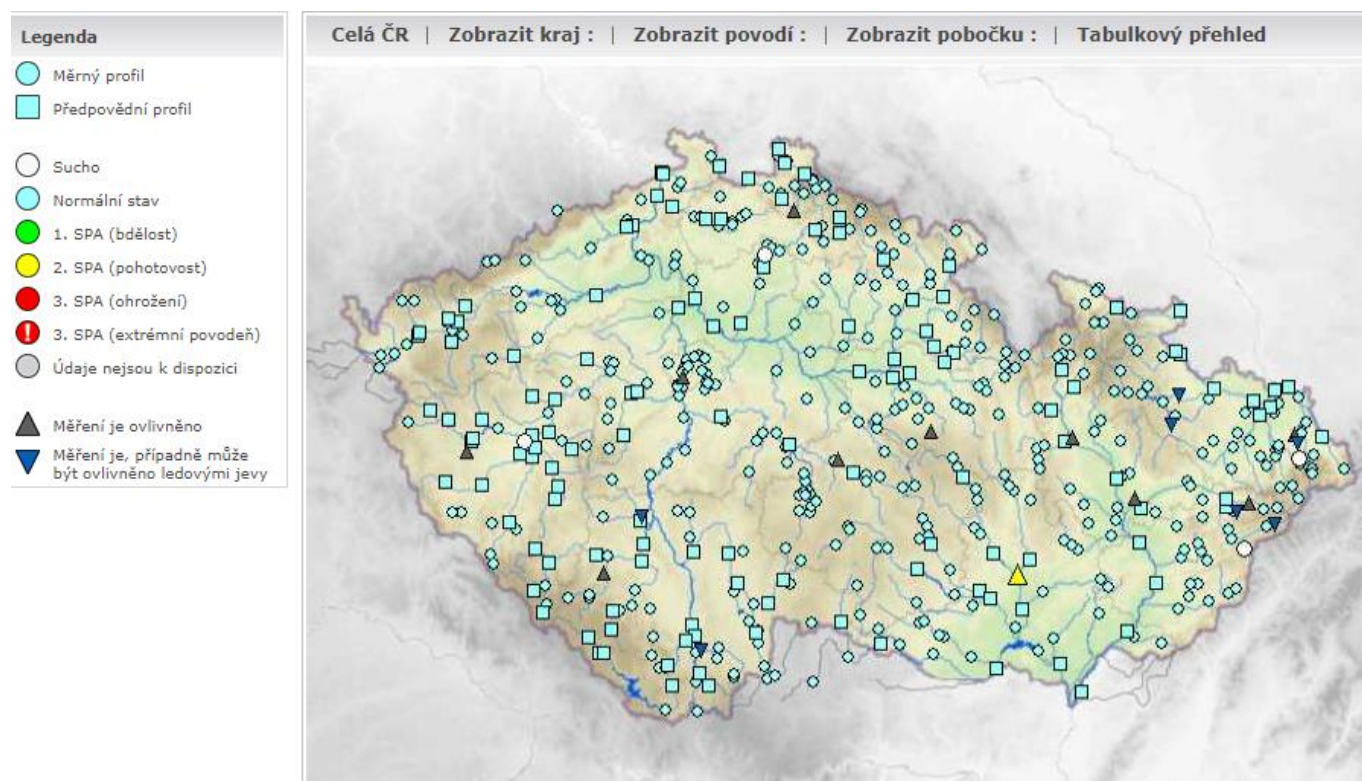 Legenda
Měrný profil
Předpovědní profil
Sucho
Normální stav
1. SPA (bdělost)
2. SPA (pohotovost)
3. SPA (ohrožení)
3. SPA (extrémní povodeň)
Údaje nejsou k dispozici
Měření je ovlivněno
Měření je, případně může
být ovlivněno ledovými jevy
Celá ČR | Zobrazit kraj : | Zobrazit povodí : | Zobrazit pobočku : | Tabulkový přehled